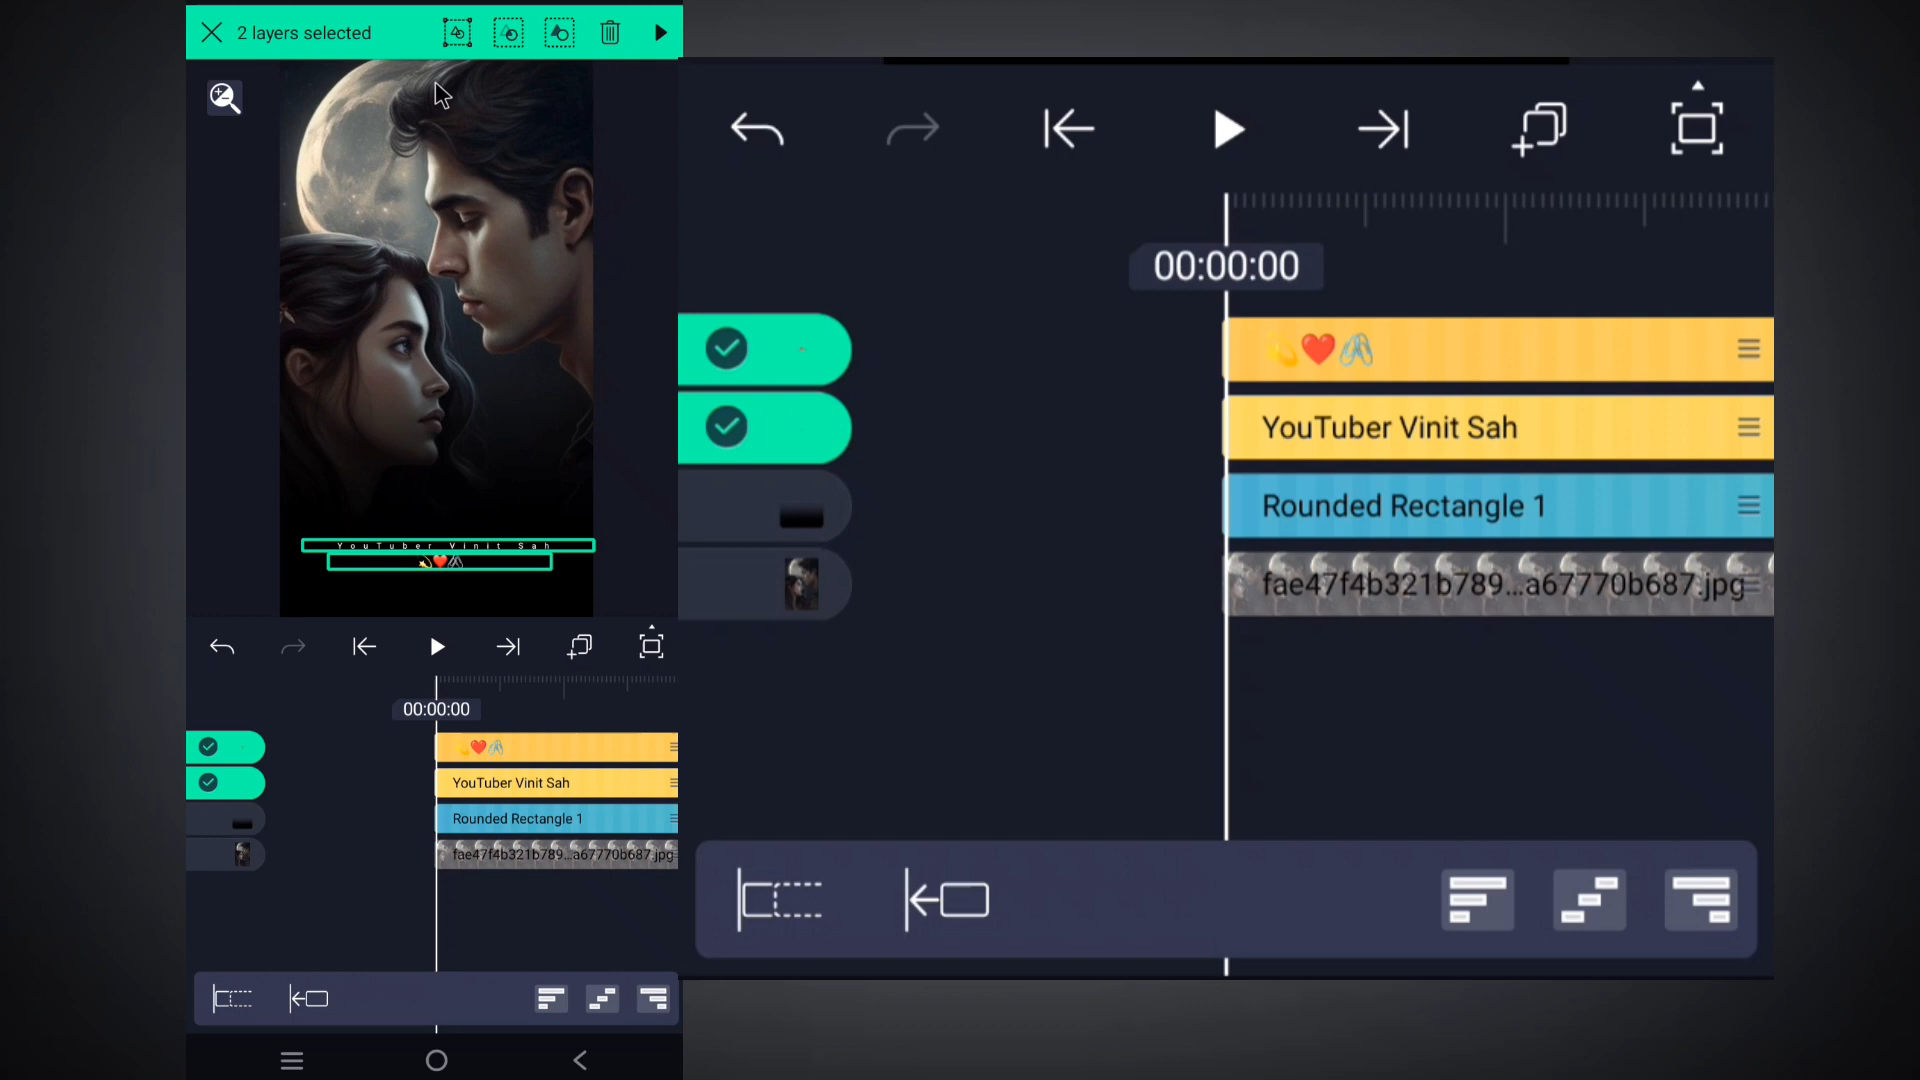 2 layers selected
YouTuber Vinit Sah
💫❤️🖇️
00:00:00
💫❤️🖇️
YouTuber Vinit Sah
Rounded Rectangle 1
fae47f4b321b789...a67770b687.jpg
00:00:00
💫❤️🖇️
YouTuber Vinit Sah
Rounded Rectangle 1
fae47f4b321b789...a67770b687.jpg